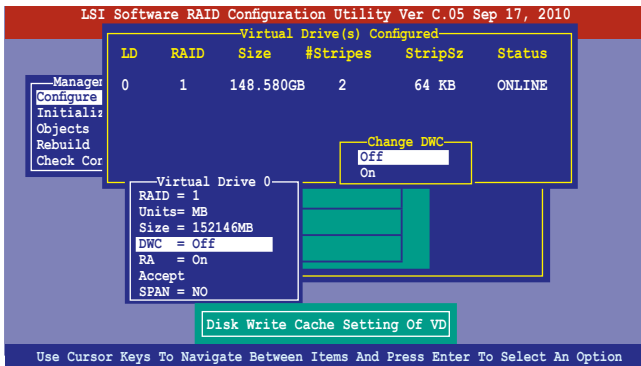 LSI Software RAID Configuration Utility Ver C.05 Sep 17, 2010
Virtual Drive(s) Configured
LD RAID Size #Stripes StripSz Status
0 1 148.580GB 2 64 KB ONLINE
Manager
Configure
Initializ
Objects
Rebuild
Check Con
Change DWC
Off
On
Virtual Drive 0
RAID = 1
Units= MB
Size = 152146MB
DWC = Off
RA = On
Accept
SPAN = NO
Disk Write Cache Setting Of VD
Use Cursor Keys To Navigate Between Items And Press Enter To Select An Option